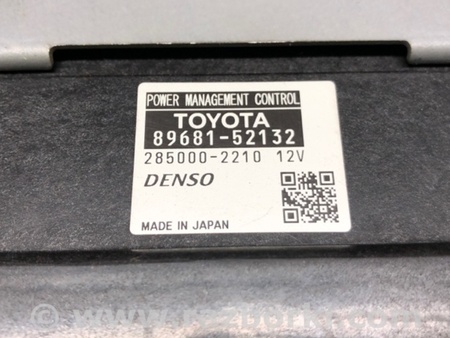 POWER MANAGEMENT CONTROL
TOYOTA
89681-52132
285000-2210 12V
DENSO
MADE IN JAPAN